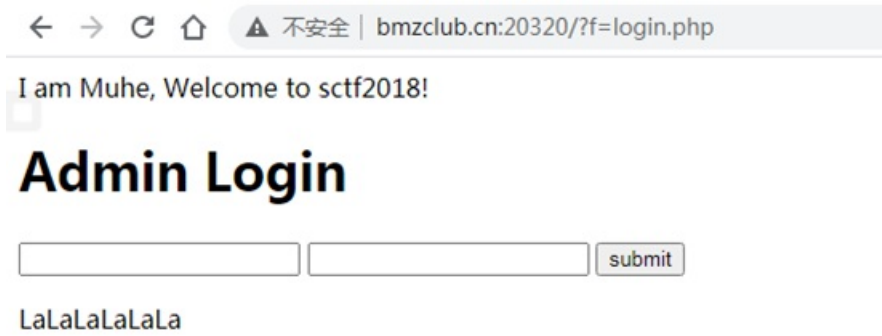 不安全 | bmzclub.cn:20320/?f=login.php
I am Muhe, Welcome to sctf2018!
Admin Login
submit
LaLaLaLaLaLa